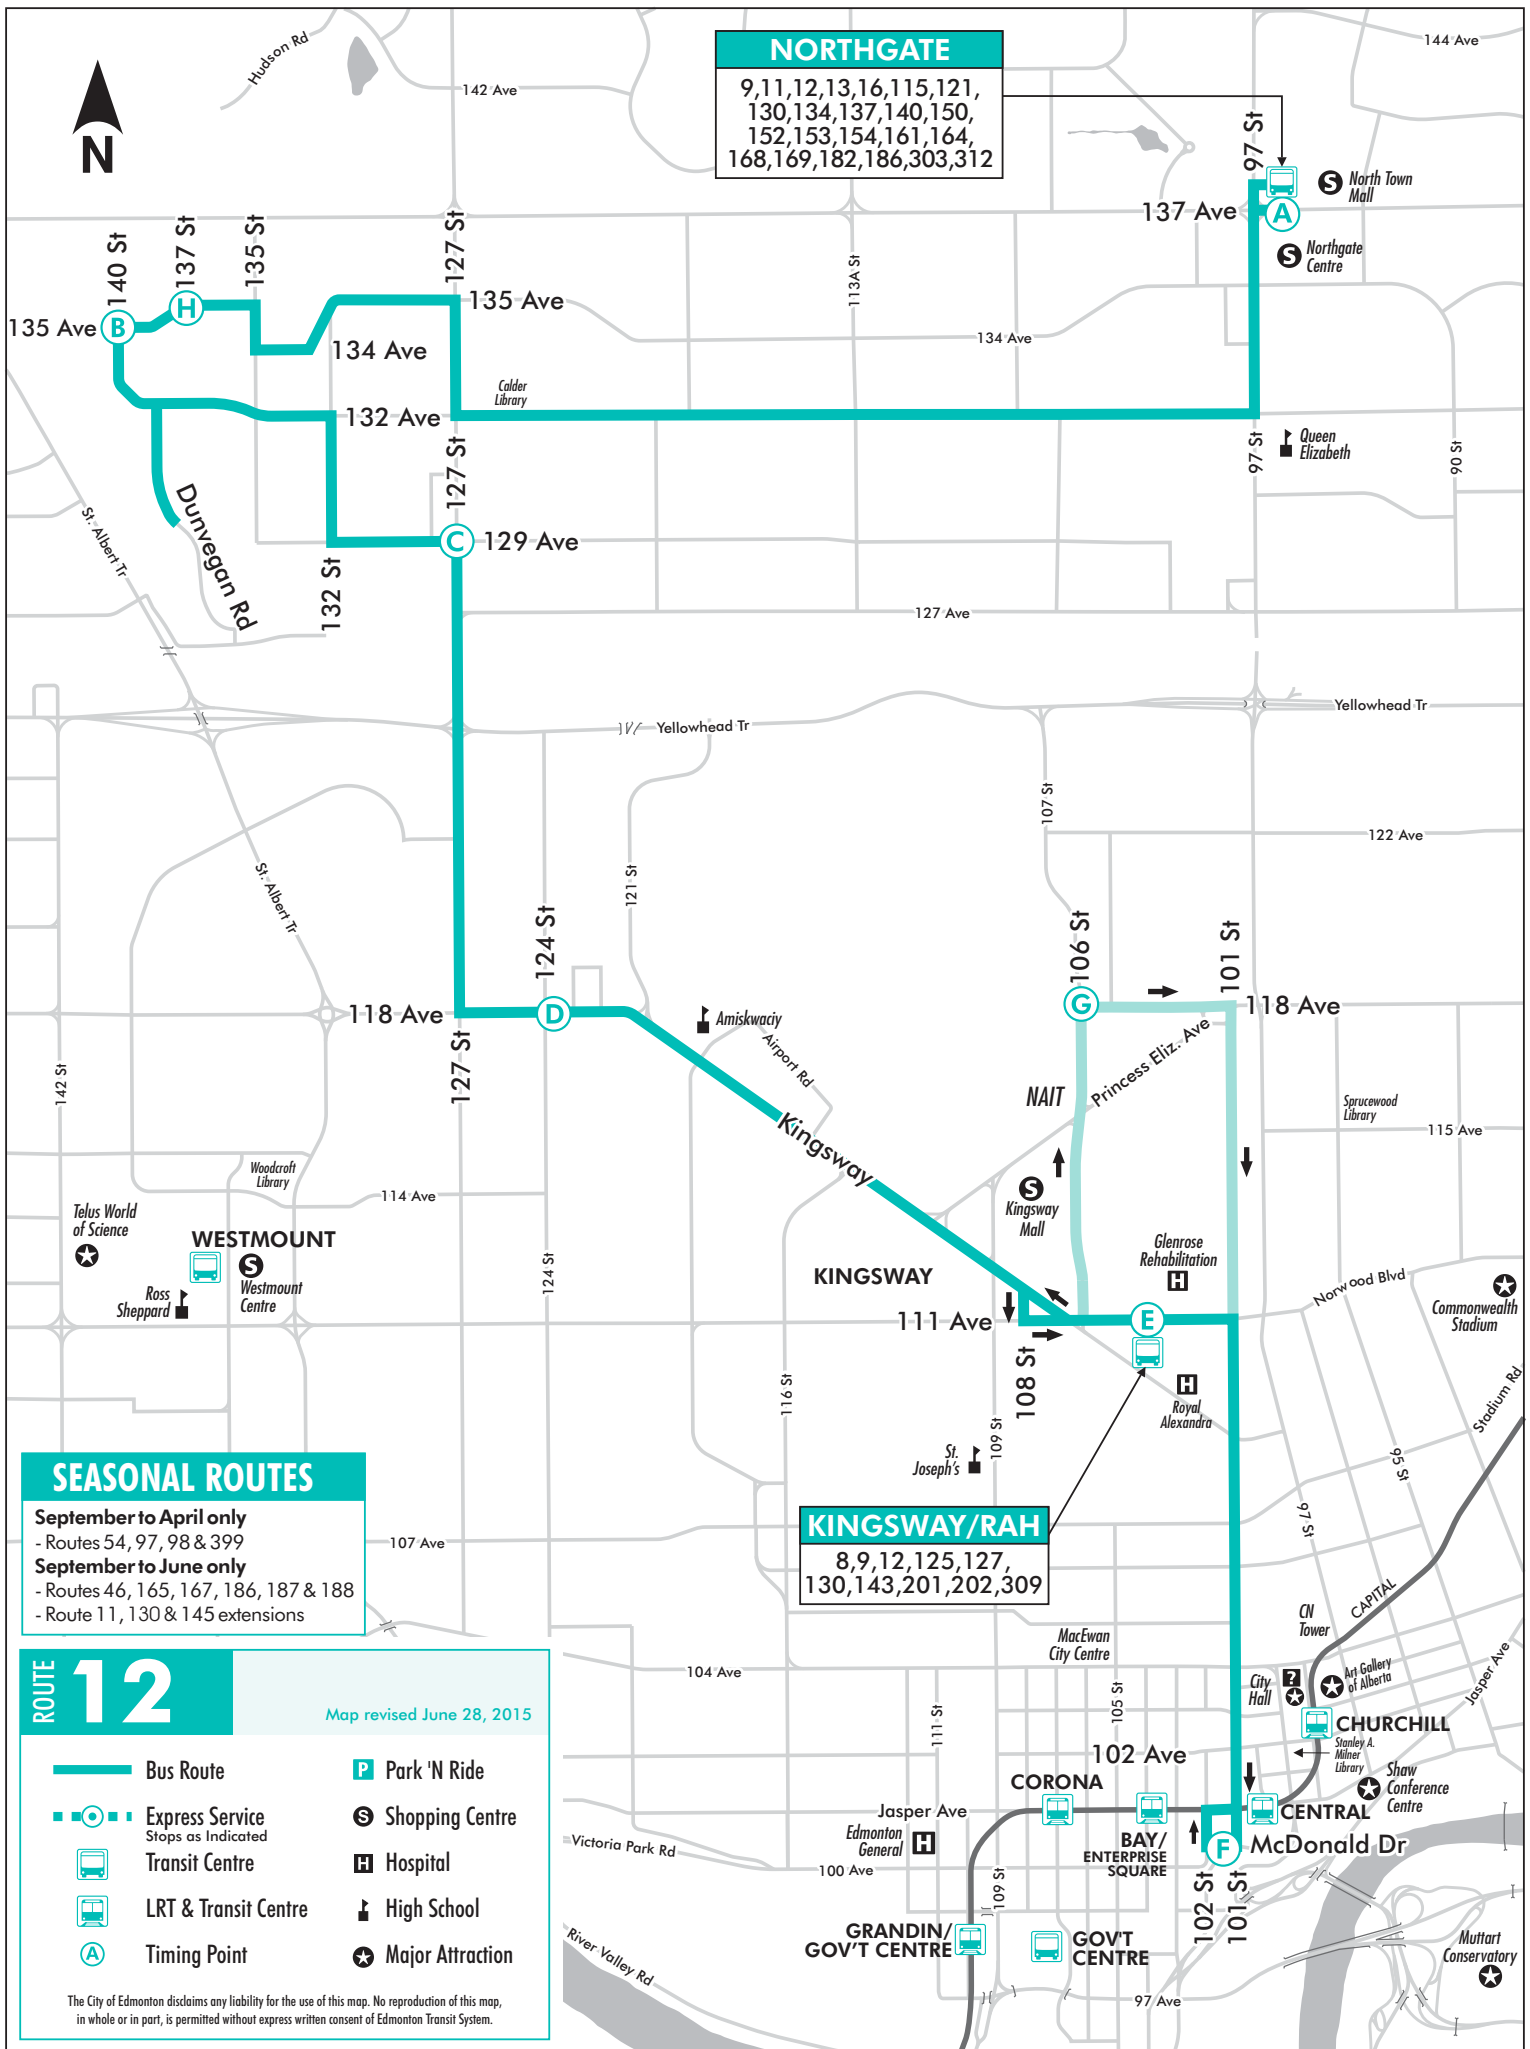 144 Ave
Hudson Rd
142 Ave
NORTHGATE
9,11,12,13,16,115,121,
130,134,137,140,150,
152,153,154,161,164,
168,169,182,186,303,312
N
97 St
North Town
Mall
137 Ave
A
Northgate
Centre
140 St
137 St
135 St
127 St
113A St
135 Ave
B
H
135 Ave
134 Ave
134 Ave
Calder
Library
132 Ave
127 St
97 St
Queen
Elizabeth
90 St
St. Albert Tr
Dunvegan Rd
C
129 Ave
132 St
127 Ave
Yellowhead Tr
Yellowhead Tr
107 St
122 Ave
St. Albert Tr
121 St
124 St
106 St
101 St
118 Ave
D
G
118 Ave
127 St
142 St
Amiskwaciy
Airport Rd
Princess Eliz. Ave
NAIT
Kingsway
Sprucewood
Library
115 Ave
Woodcroft
Library
114 Ave
Telus World
of Science
WESTMOUNT
Westmount
Centre
Ross
Sheppard
124 St
S
Kingsway
Mall
Glenrose
Rehabilitation
H
KINGSWAY
Norwood Blvd
Commonwealth
Stadium
111 Ave
E
108 St
116 St
109 St
Royal
Alexandra
Stadium Rd
St.
Joseph's
95 St
97 St
SEASONAL ROUTES
September to April only
- Routes 54, 97, 98 & 399
September to June only
- Routes 46, 165, 167, 186, 187 & 188
- Route 11, 130 & 145 extensions
107 Ave
KINGSWAY/RAH
8,9,12,125,127,
130,143,201,202,309
CAPITAL
CN
Tower
MacEwan
City Centre
104 Ave
City
Hall
?
Art Gallery
of Alberta
Jasper Ave
111 St
105 St
CHURCHILL
Stanley A.
Milner
Library
102 Ave
CORONA
Shaw
Conference
Centre
Jasper Ave
CENTRAL
Edmonton
General
H
BAY/
ENTERPRISE
SQUARE
F
McDonald Dr
Victoria Park Rd
100 Ave
109 St
102 St
101 St
GRANDIN/
GOV'T CENTRE
GOV'T
CENTRE
River Valley Rd
97 Ave
Muttart
Conservatory
ROUTE
12
Map revised June 28, 2015
Bus Route
P
Park 'N Ride
Express Service
Stops as Indicated
S
Shopping Centre
Transit Centre
H
Hospital
LRT & Transit Centre
High School
A
Timing Point
Major Attraction
The City of Edmonton disclaims any liability for the use of this map. No reproduction of this map,
in whole or in part, is permitted without express written consent of Edmonton Transit System.